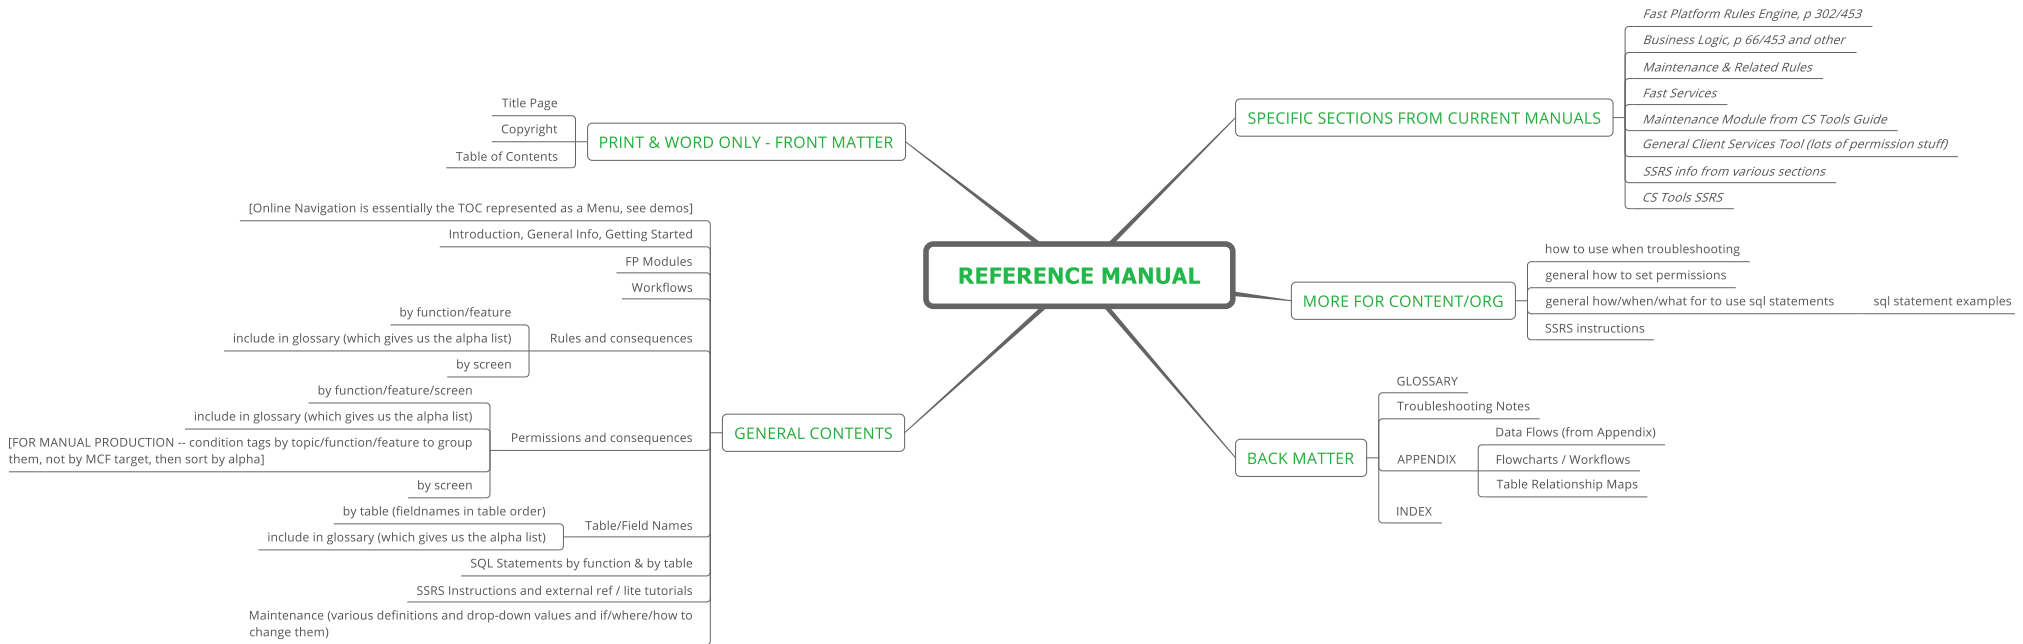 REFERENCE MANUAL
PRINT & WORD ONLY - FRONT MATTER
Title Page
Copyright
Table of Contents
GENERAL CONTENTS
[Online Navigation is essentially the TOC represented as a Menu, see demos]
Introduction, General Info, Getting Started
FP Modules
Workflows
Rules and consequences
by function/feature
include in glossary (which gives us the alpha list)
by screen
Permissions and consequences
by function/feature/screen
include in glossary (which gives us the alpha list)
[FOR MANUAL PRODUCTION -- condition tags by topic/function/feature to group
them, not by MCF target, then sort by alpha]
by screen
Table/Field Names
by table (fieldnames in table order)
include in glossary (which gives us the alpha list)
SQL Statements by function & by table
SSRS Instructions and external ref / lite tutorials
Maintenance (various definitions and drop-down values and if/where/how to
change them)
SPECIFIC SECTIONS FROM CURRENT MANUALS
Fast Platform Rules Engine, p 302/453
Business Logic, p 66/453 and other
Maintenance & Related Rules
Fast Services
Maintenance Module from CS Tools Guide
General Client Services Tool (lots of permission stuff)
SSRS info from various sections
CS Tools SSRS
MORE FOR CONTENT/ORG
how to use when troubleshooting
general how to set permissions
general how/when/what for to use sql statements
sql statement examples
SSRS instructions
BACK MATTER
GLOSSARY
Troubleshooting Notes
APPENDIX
Data Flows (from Appendix)
Flowcharts / Workflows
Table Relationship Maps
INDEX